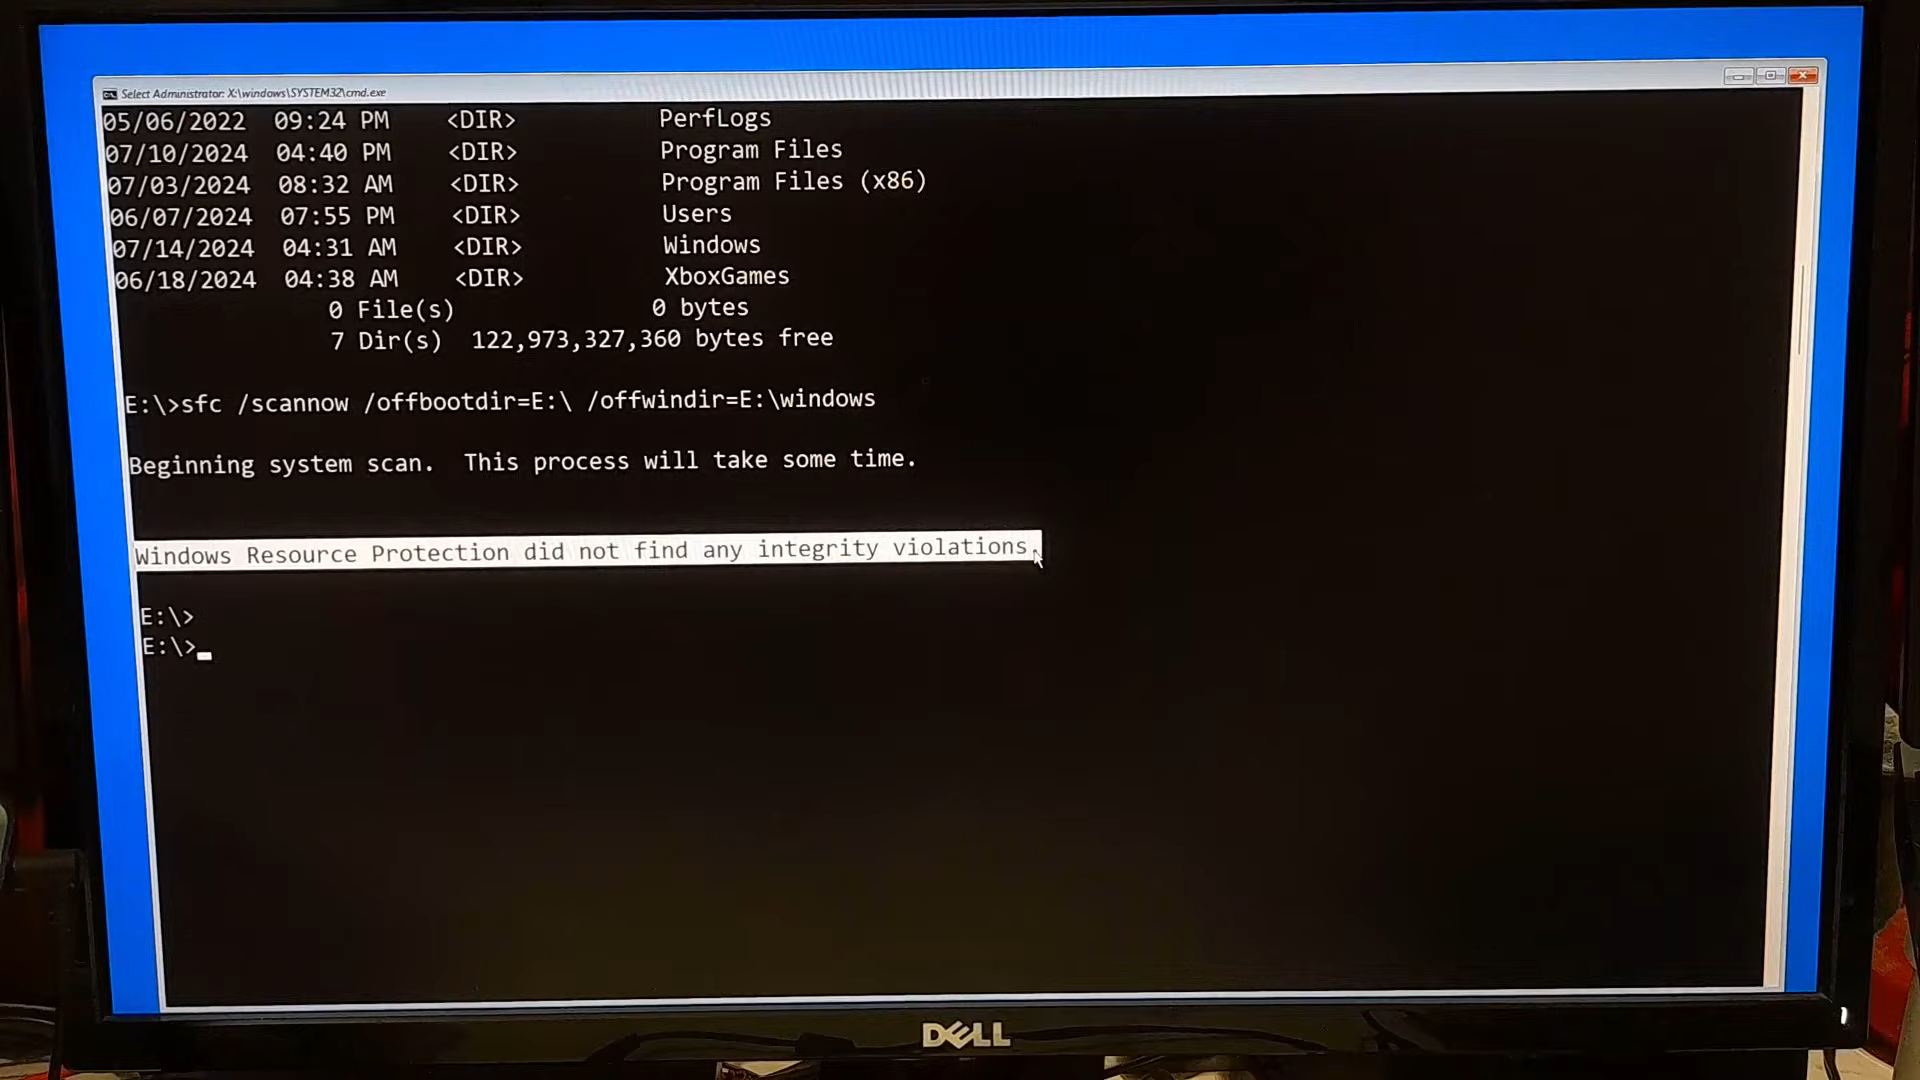 Select Administrator: X:\windows\SYSTEM32\cmd.exe
05/06/2022  09:24 PM    <DIR>          PerfLogs
07/10/2024  04:40 PM    <DIR>          Program Files
07/03/2024  08:32 AM    <DIR>          Program Files (x86)
06/07/2024  07:55 PM    <DIR>          Users
07/14/2024  04:31 AM    <DIR>          Windows
06/18/2024  04:38 AM    <DIR>          XboxGames
               0 File(s)              0 bytes
               7 Dir(s)  122,973,327,360 bytes free
E:\>sfc /scannow /offbootdir=E:\ /offwindir=E:\windows
Beginning system scan.  This process will take some time.
Windows Resource Protection did not find any integrity violations.
E:\>
E:\>
DELL